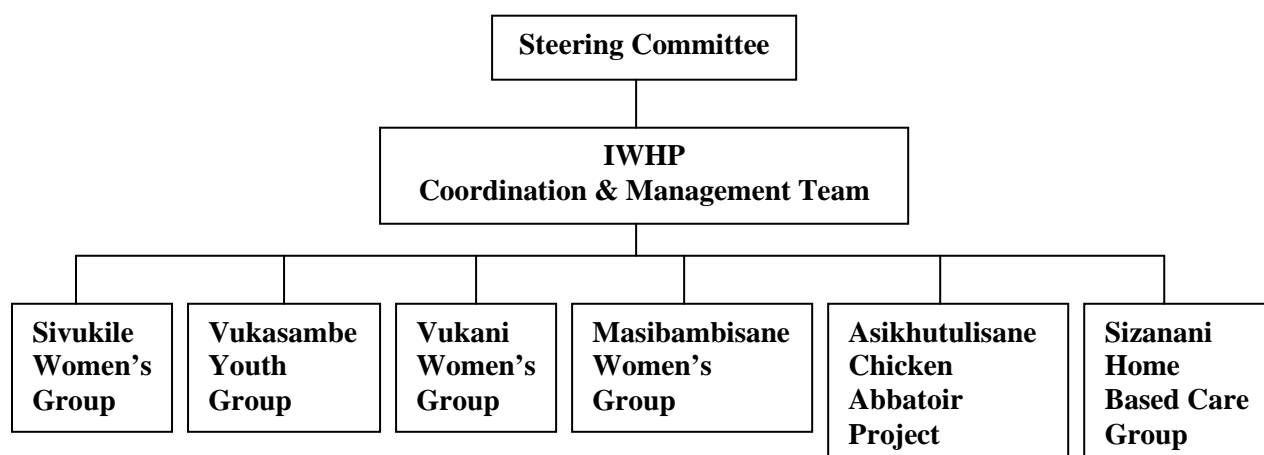 Steering Committee
IWHP
Coordination & Management Team
Sivukile
Women’s
Group
Vukasambe
Youth
Group
Vukani
Women’s
Group
Masibambisane
Women’s
Group
Asikhutulisane
Chicken
Abbatoir
Project
Sizanani
Home
Based Care
Group